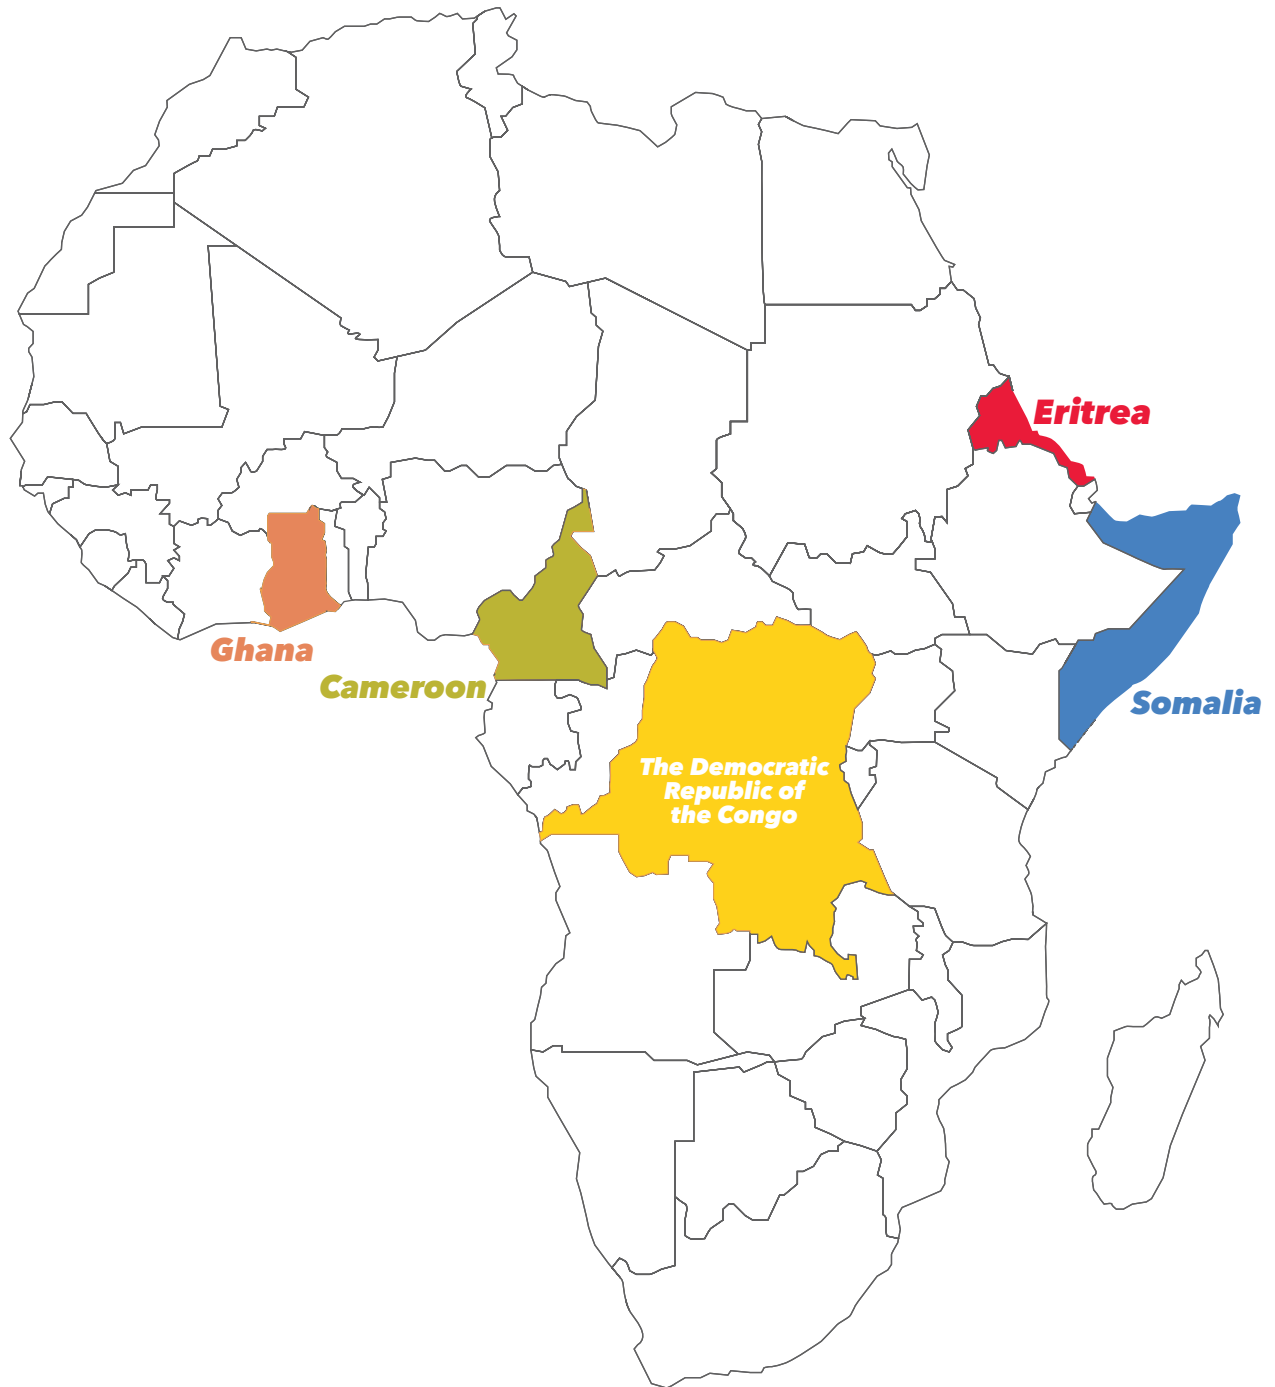 Eritrea
Ghana
Cameroon
Somalia
The Democratic
Republic of
the Congo